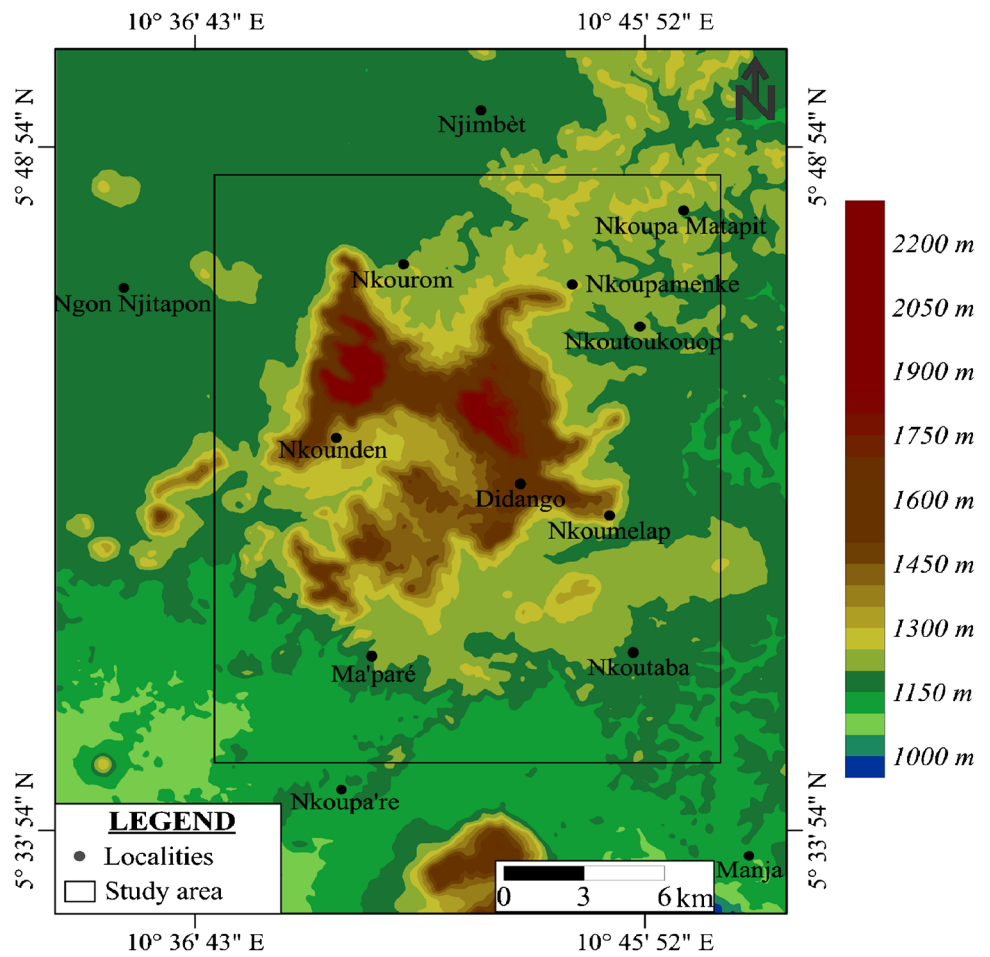 10° 36' 43" E
10° 45' 52" E
5° 48' 54" N
5° 48' 54" N
N
Njimbèt
Nkoupa Matapit
Nkourom
Nkoupamenke
Ngon Njitapon
Nkoutoukouop
Nkounden
Didango
Nkoumelap
Ma'paré
Nkoutaba
Nkoupa're
Manja
2200 m
2050 m
1900 m
1750 m
1600 m
1450 m
1300 m
1150 m
1000 m
5° 33' 54" N
5° 33' 54" N
LEGEND
Localities
Study area
0 3 6 km
10° 36' 43" E
10° 45' 52" E